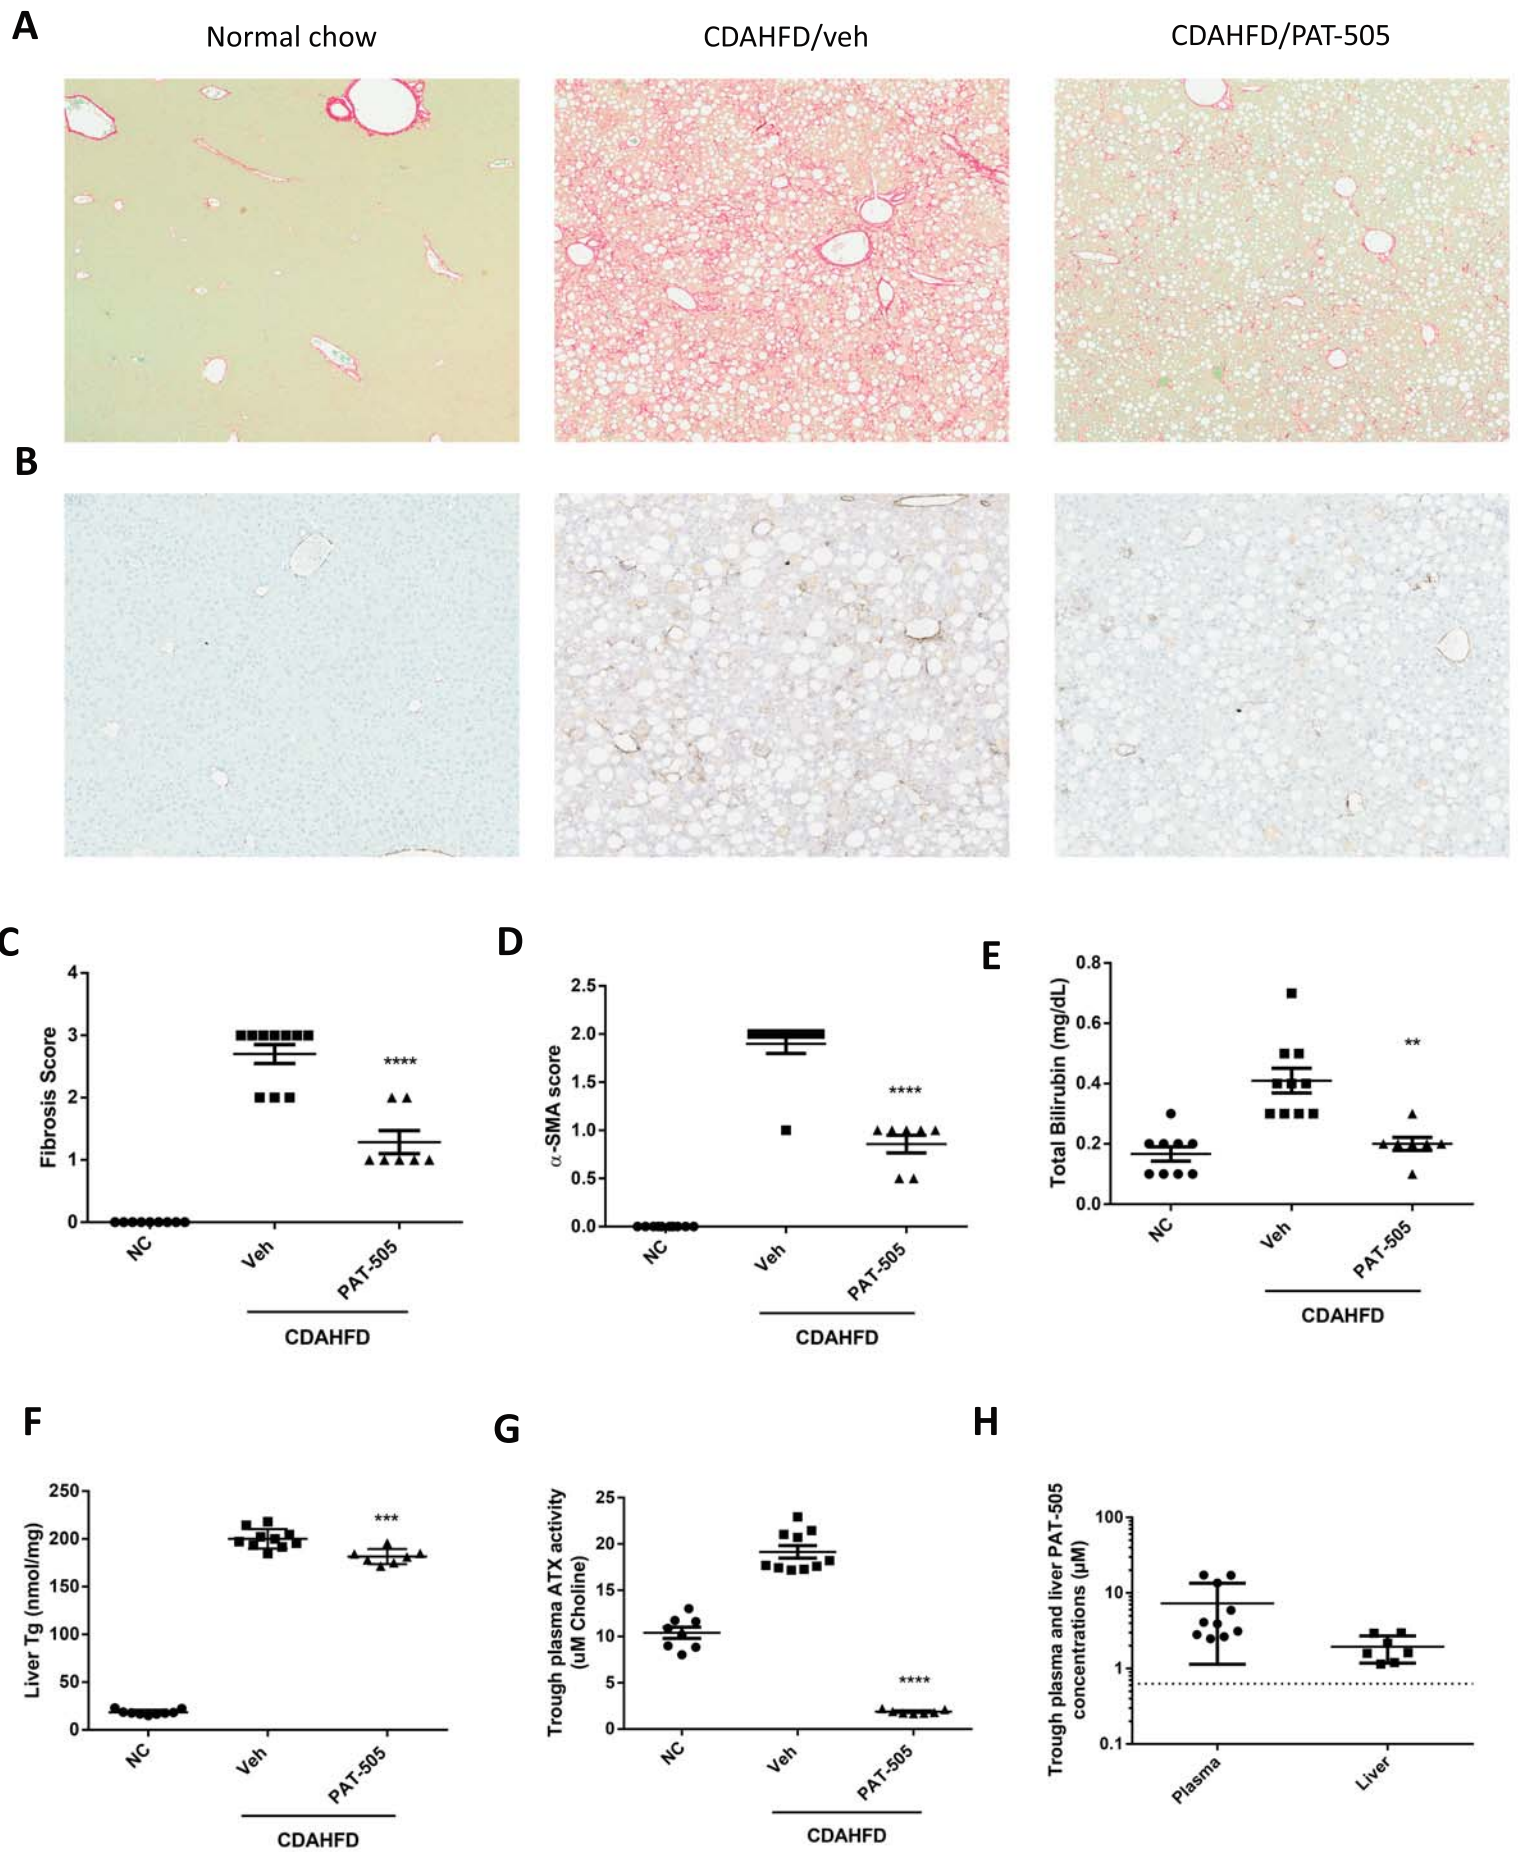 A
Normal chow
CDAHFD/veh
CDAHFD/PAT-505
B
C
Fibrosis Score
4
3
2
1
0
****
NC
Veh
PAT-505
CDAHFD
D
α-SMA score
2.5
2.0
1.5
1.0
0.5
0.0
****
NC
Veh
PAT-505
CDAHFD
E
Total Bilirubin (mg/dL)
0.8
0.6
0.4
0.2
0.0
**
NC
Veh
PAT-505
CDAHFD
F
Liver Tg (nmol/mg)
250
200
150
100
50
0
***
NC
Veh
PAT-505
CDAHFD
G
Trough plasma ATX activity
(uM Choline)
25
20
15
10
5
0
****
NC
Veh
PAT-505
CDAHFD
H
Trough plasma and liver PAT-505
concentrations (µM)
100
10
1
0.1
Plasma
Liver